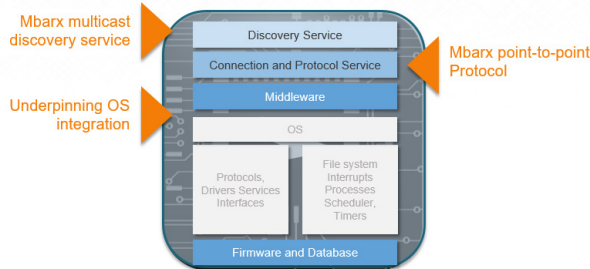 Mbarx multicast
discovery service
Discovery Service
Connection and Protocol Service
Mbarx point-to-point
Protocol
Middleware
Underpinning OS
integration
OS
Protocols,
Drivers Services
Interfaces
File system
Interrupts
Processes
Scheduler,
Timers
Firmware and Database